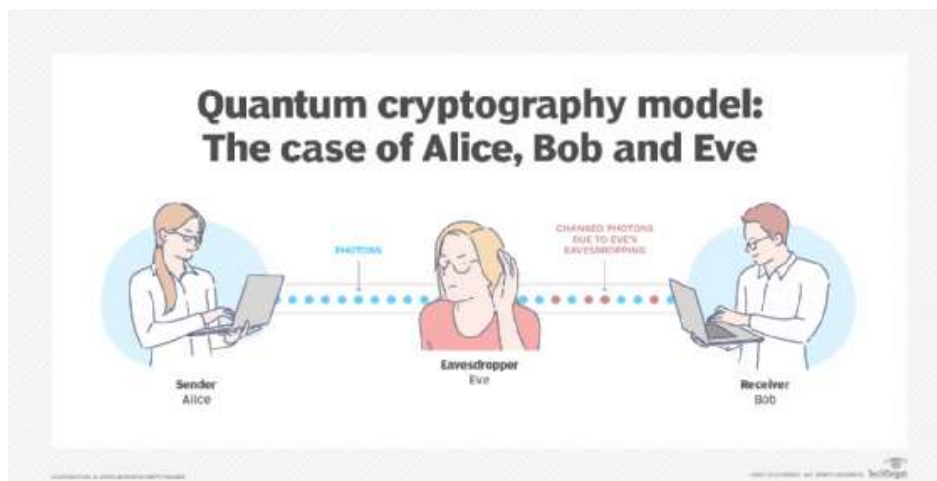 Quantum cryptography model:
The case of Alice, Bob and Eve
PHOTONS
CHANGED PHOTONS
DUE TO EVE'S
EAVESDROPPING
Eavesdropper
Eve
Sender
Alice
Receiver
Bob
TechTarget